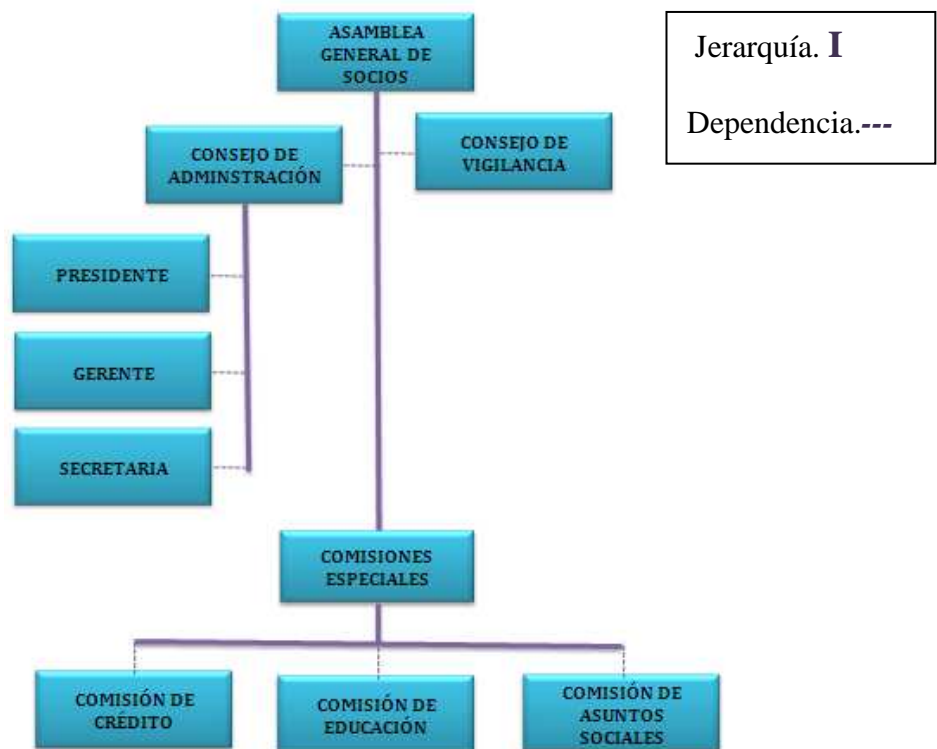 ASAMBLEA
GENERAL DE
SOCIOS
Jerarquía. I
Dependencia.---
CONSEJO DE
ADMINSTRACIÓN
CONSEJO DE
VIGILANCIA
PRESIDENTE
GERENTE
SECRETARIA
COMISIONES
ESPECIALES
COMISIÓN DE
CRÉDITO
COMISIÓN DE
EDUCACIÓN
COMISIÓN DE
ASUNTOS
SOCIALES